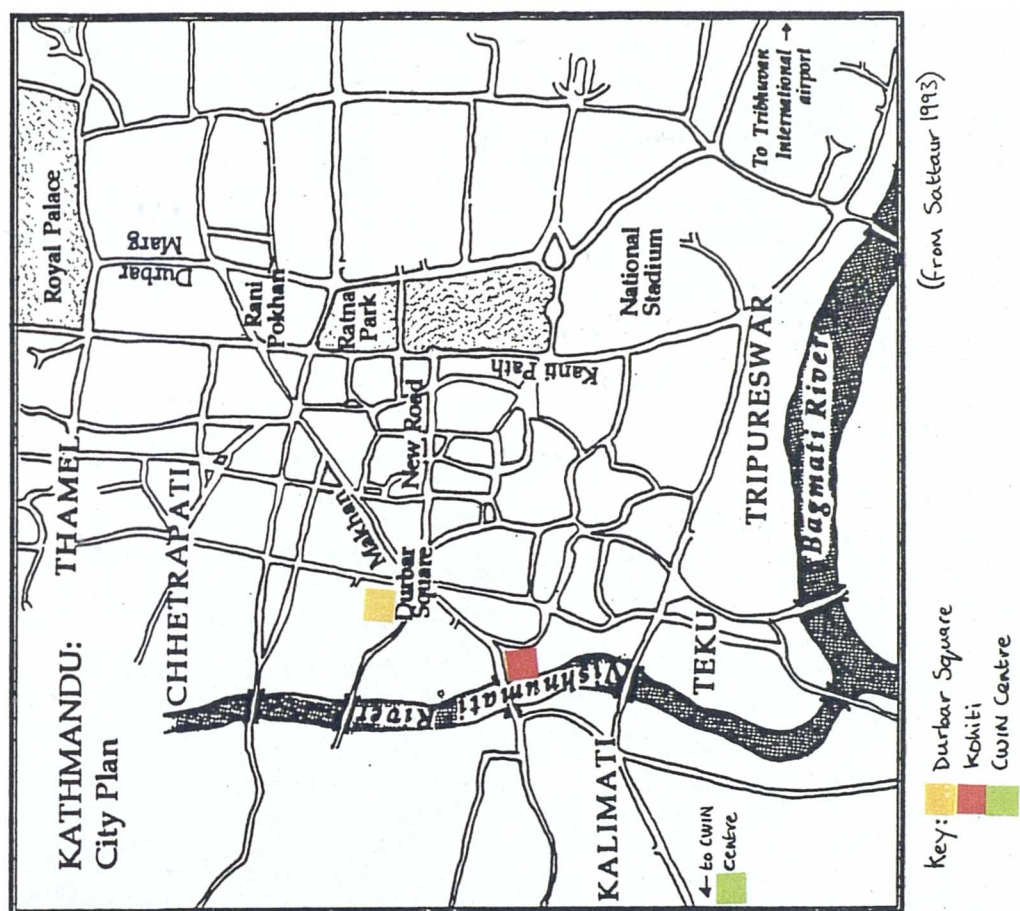 KATHMANDU:
City Plan
THAMEL
CHHETRAPATI
Royal Palace
Durbar
Marg
Rani
Pokhan
Ratna
Park
Makhan
New Road
Durbar
Square
Kanti Path
National
Stadium
To Tribhuvan →
International
airport
TRIPURESWAR
Bagmati River
TEKU
Vishnumati
River
KALIMATI
← to CWIN
Centre
(from Sattaur 1993)
Key: Durbar Square
Kohiti
CWIN Centre